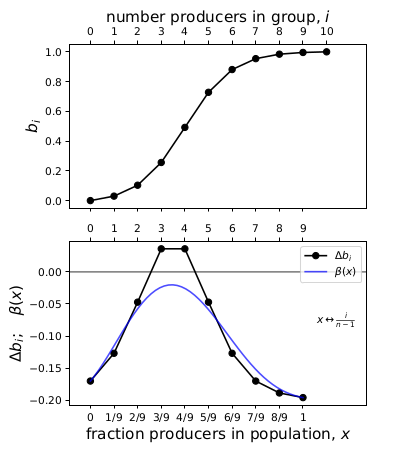 number producers in group, i
0 1 2 3 4 5 6 7 8 9 10
1.0
0.8
0.6
0.4
0.2
0.0
b_i
0 1 2 3 4 5 6 7 8 9
Δb_i
β(x)
x ↔ i/(n−1)
0.00
−0.05
−0.10
−0.15
−0.20
Δb_i; β(x)
0 1/9 2/9 3/9 4/9 5/9 6/9 7/9 8/9 1
fraction producers in population, x